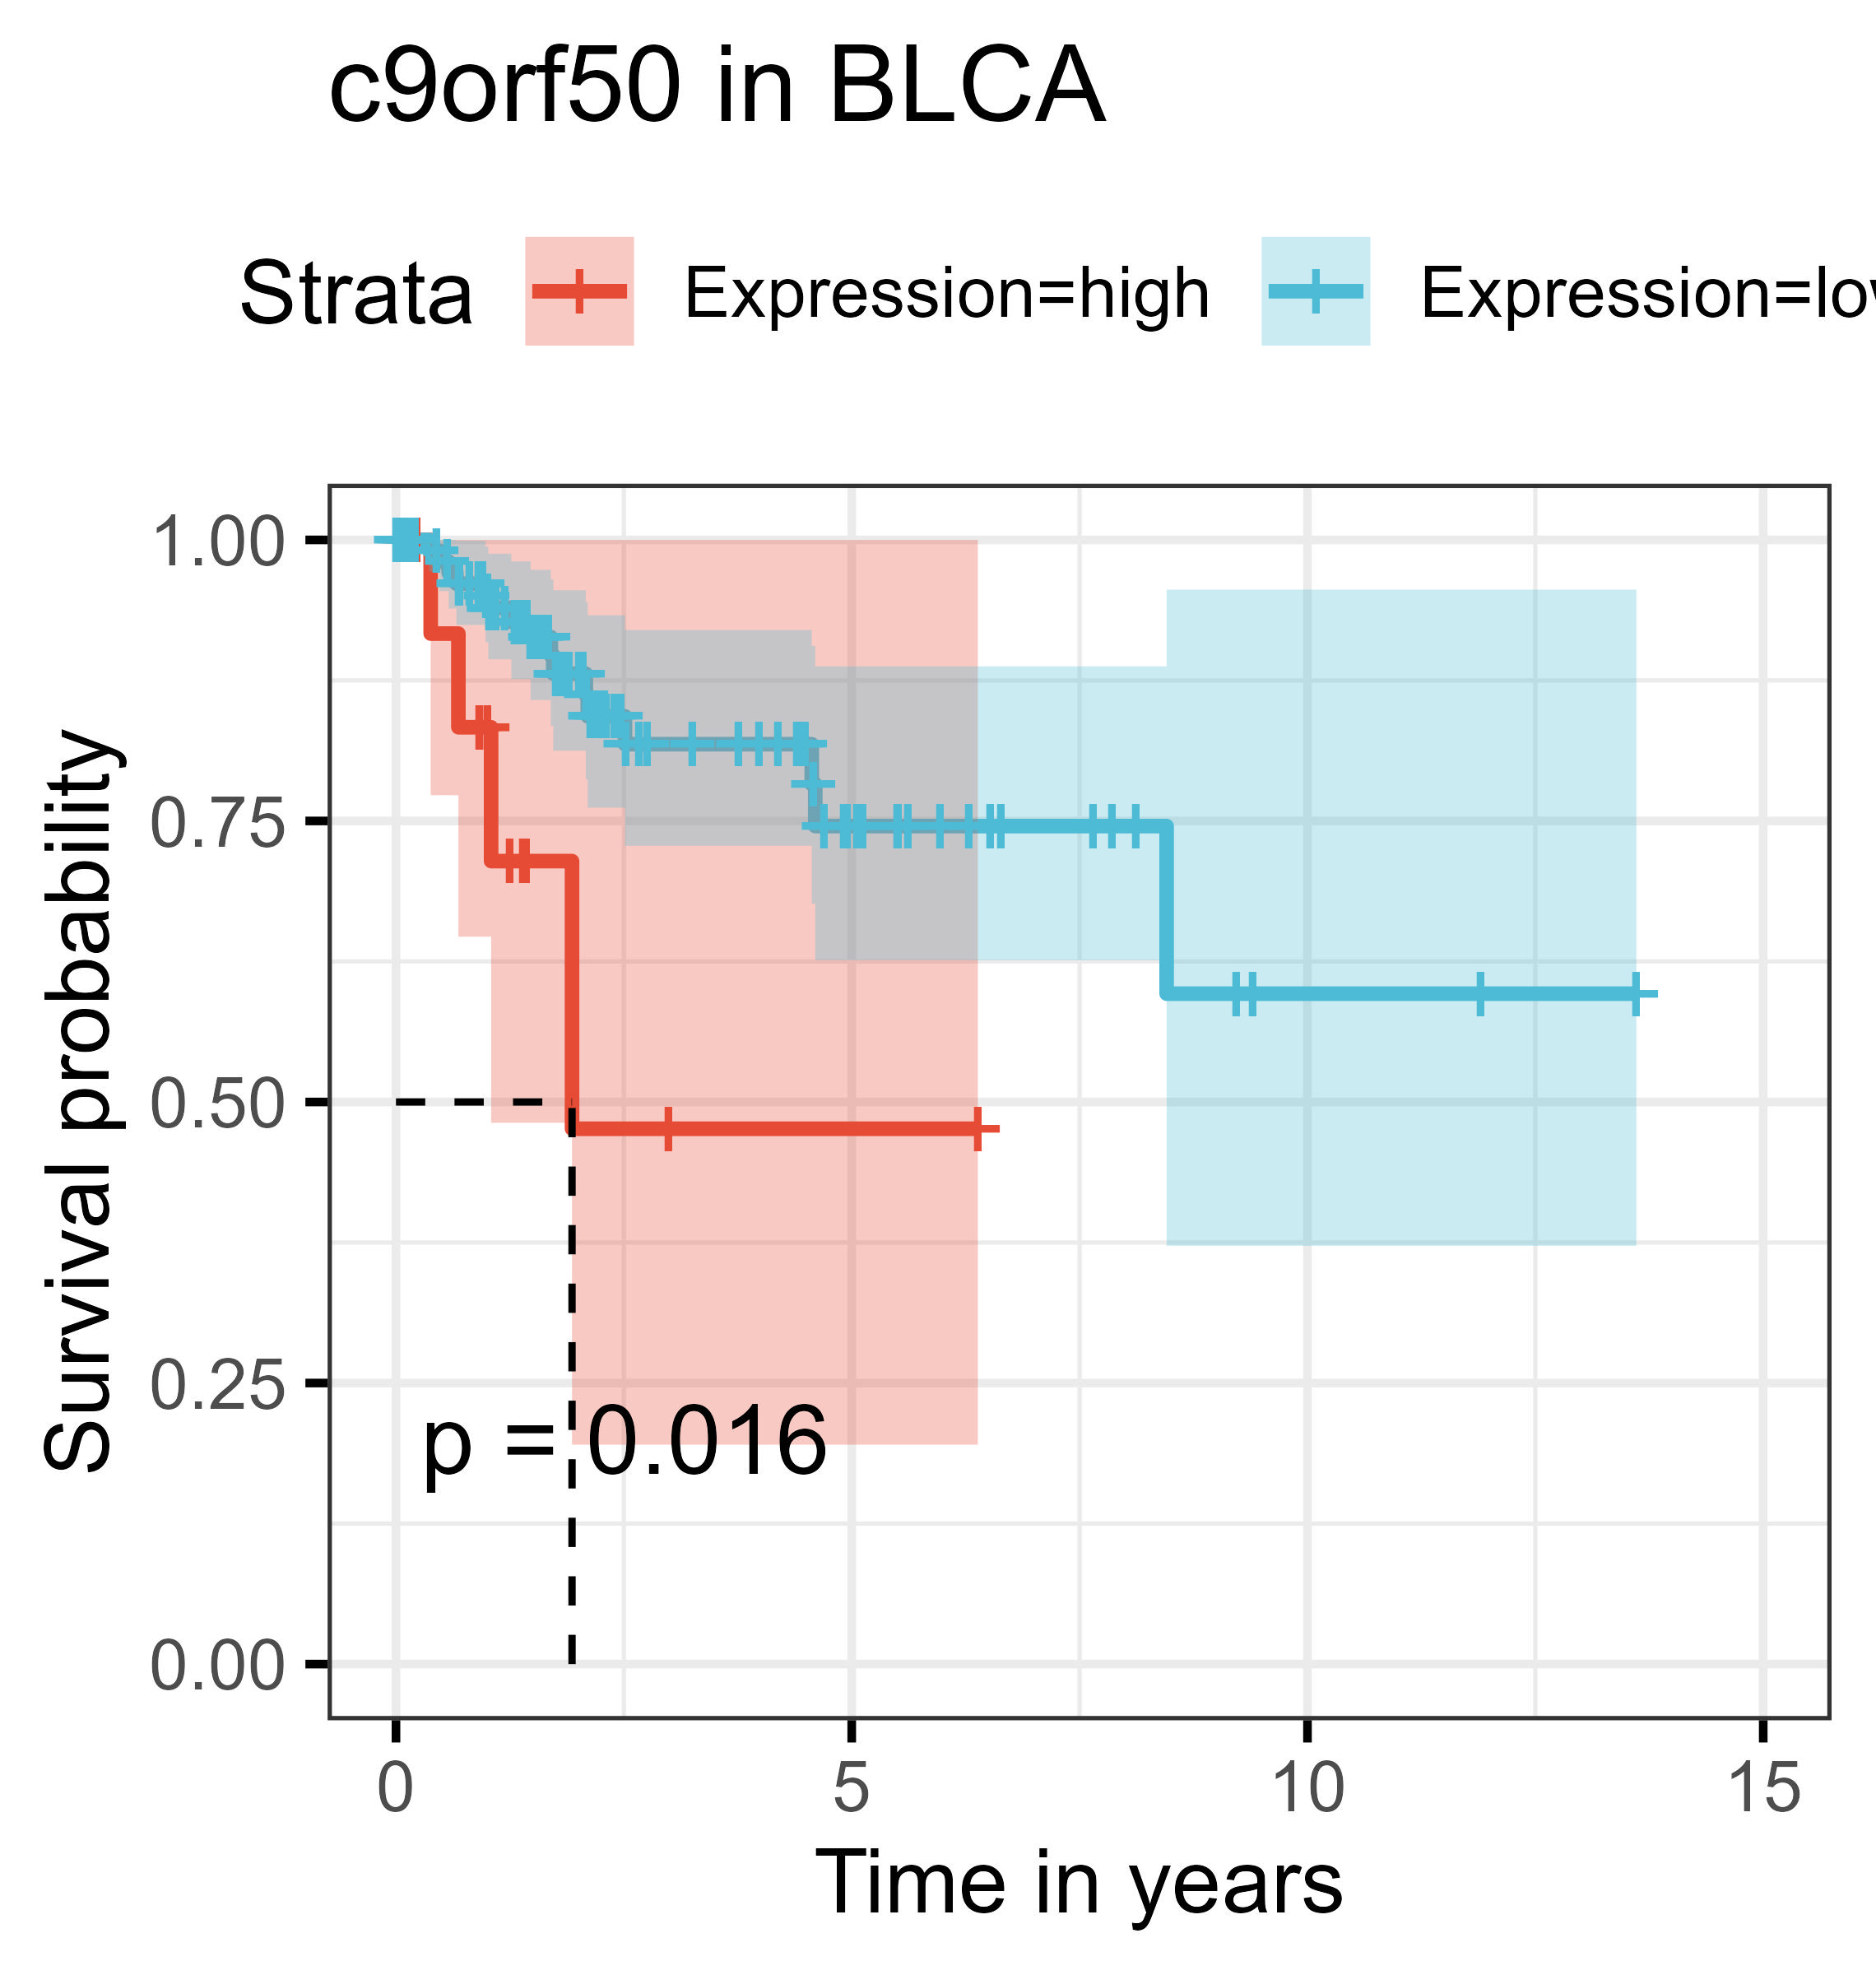 c9orf50 in BLCA
Strata Expression=high Expression=lo
Survival probability
1.00
0.75
0.50
0.25
0.00
p = 0.016
0 5 10 15
Time in years